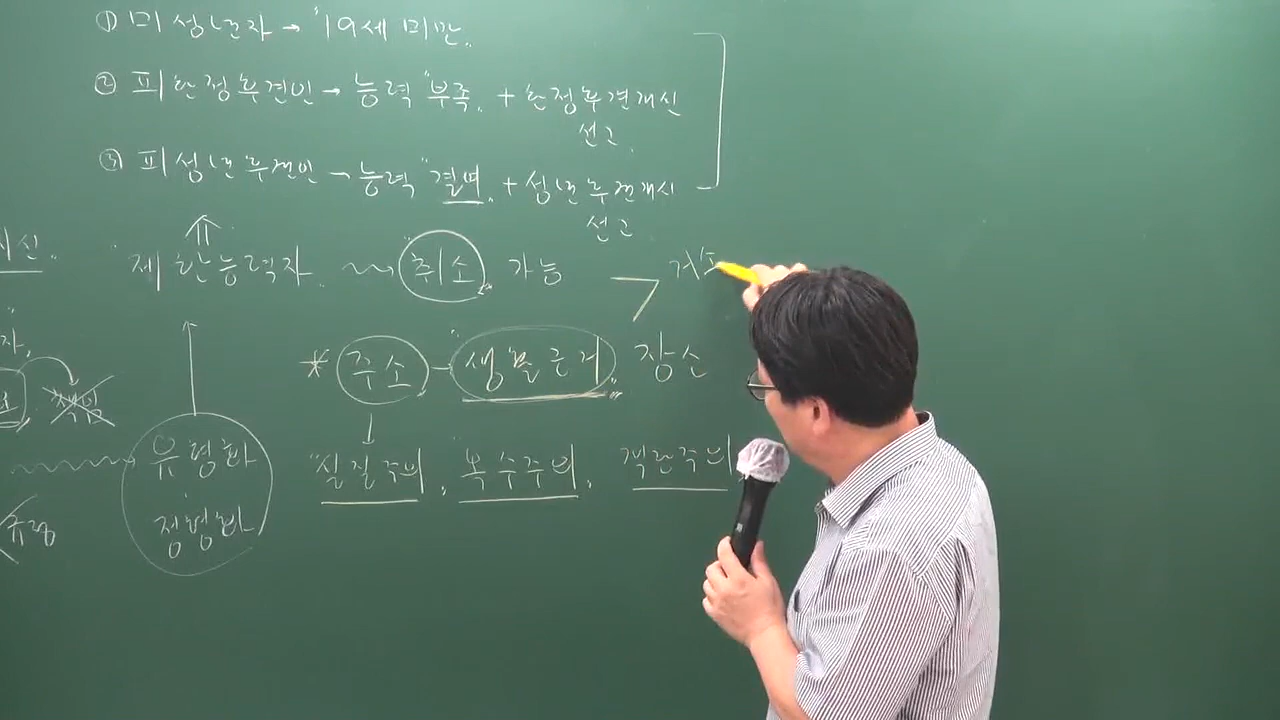 ① 미성년자 → "19세 미만"
② 피한정후견인 → 능력 "부족" + 한정후견개시
선고.
③ 피성년후견인 → 능력 "결여" + 성년후견개시
선고
"제한능력자" ~ "취소" 가능
* 주소 - "생활근거" 장소
"실질주의, 복수주의, 객관주의
유형화
정형화